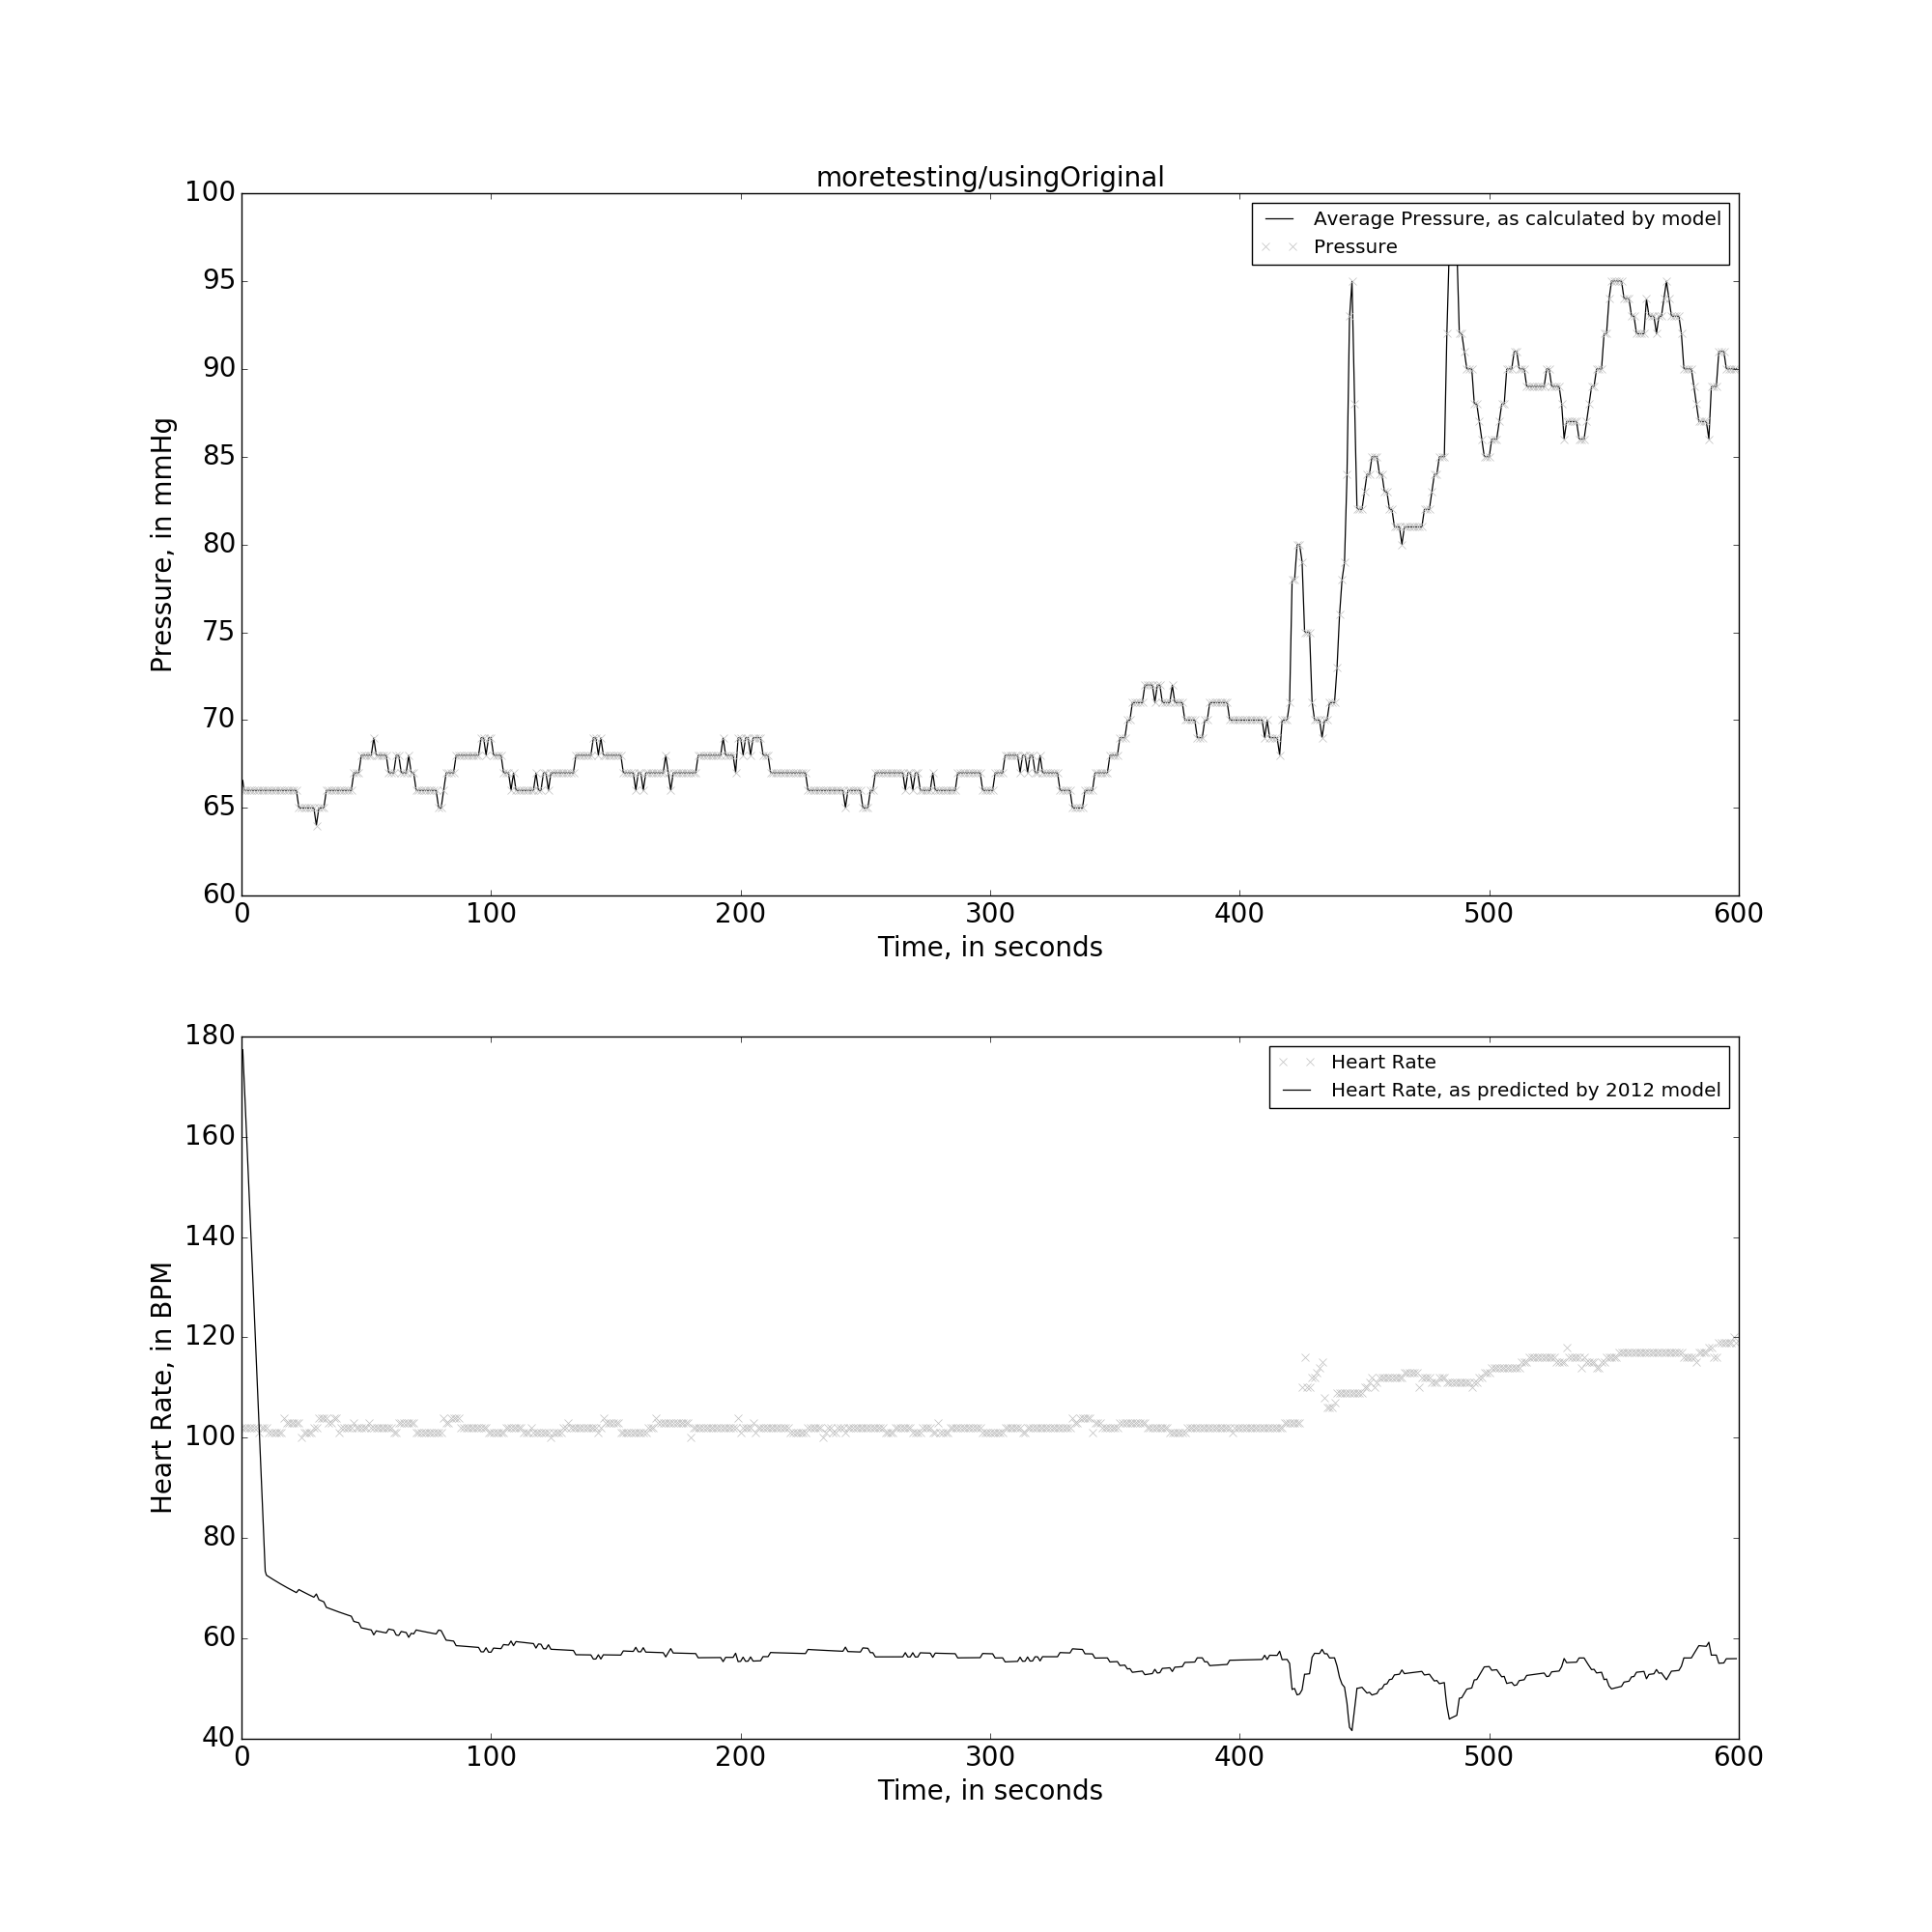 moretesting/usingOriginal
100
95
90
85
80
75
70
65
60
Pressure, in mmHg
Average Pressure, as calculated by model
Pressure
0 100 200 300 400 500 600
Time, in seconds
180
160
140
120
100
80
60
40
Heart Rate, in BPM
Heart Rate
Heart Rate, as predicted by 2012 model
0 100 200 300 400 500 600
Time, in seconds